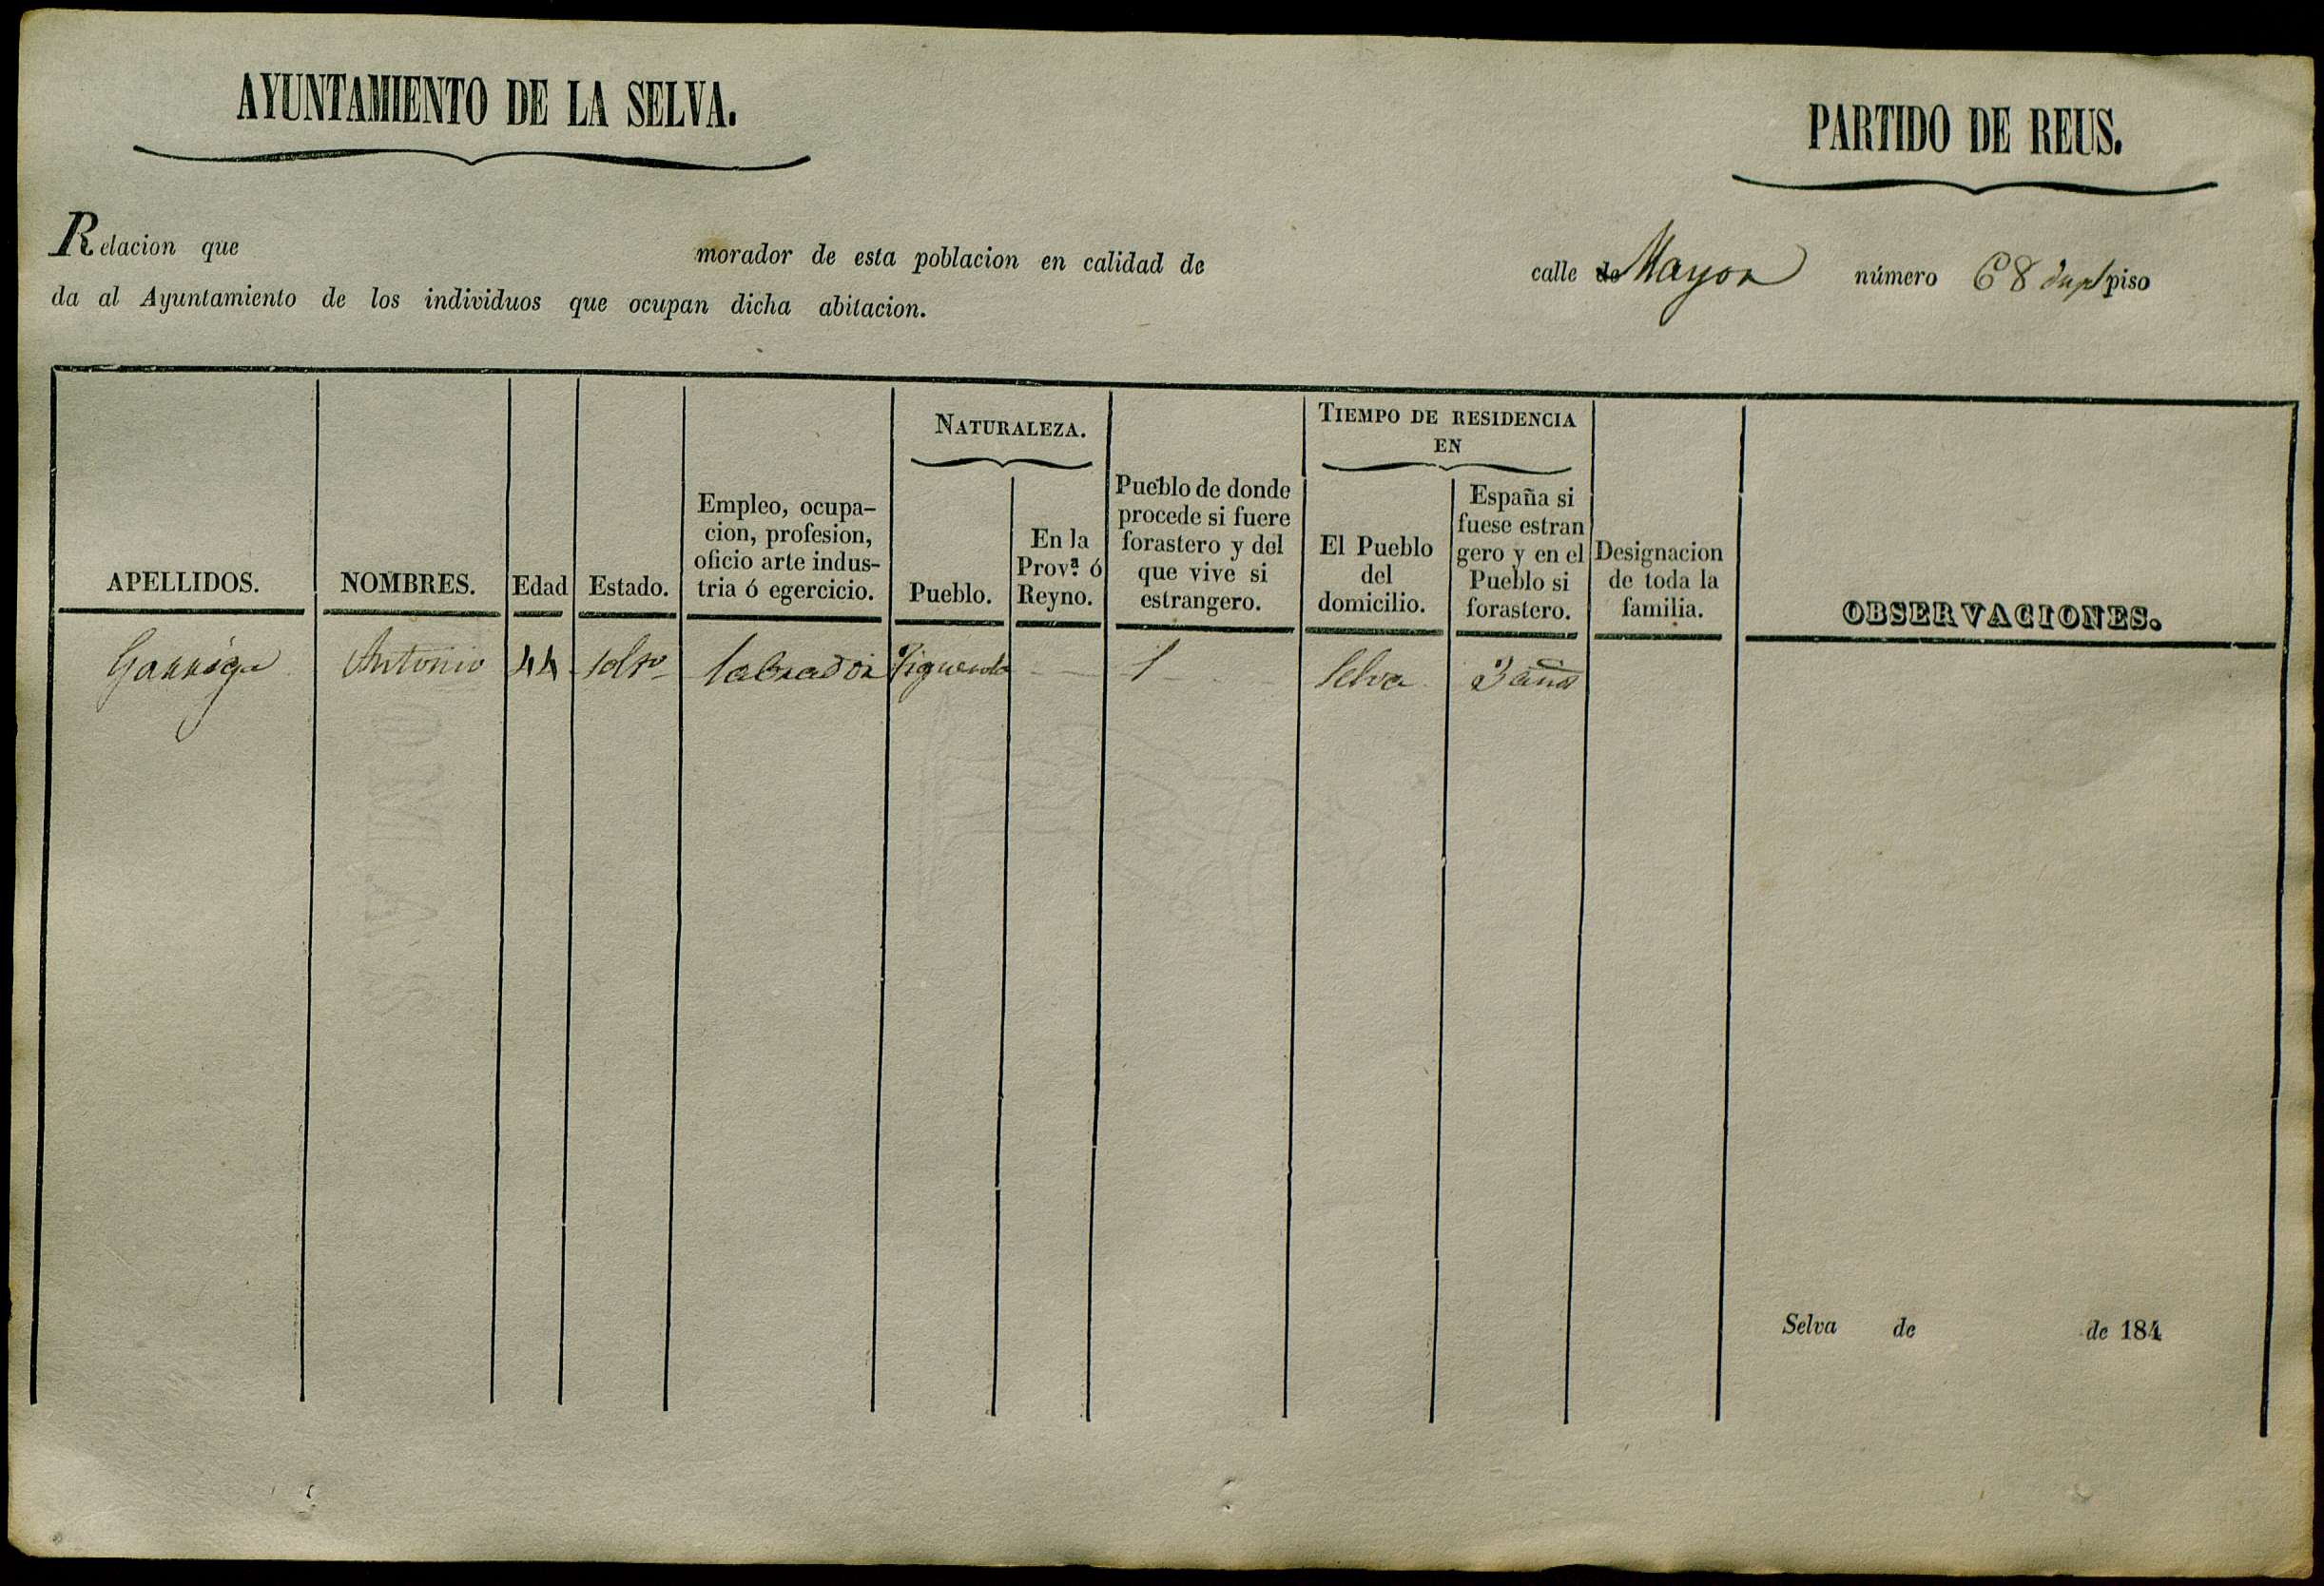 AYUNTAMIENTO DE LA SELVA.
PARTIDO DE REUS.
Relacion que morador de esta poblacion en calidad de calle de Mayor número 68 dupl piso
da al Ayuntamiento de los individuos que ocupan dicha abitacion.
NATURALEZA.
TIEMPO DE RESIDENCIA
EN
APELLIDOS.
NOMBRES.
Edad
Estado.
Empleo, ocupa-
cion, profesion,
oficio arte indus-
tria ó egercicio.
Pueblo.
En la
Provª. ó
Reyno.
Pueblo de donde
procede si fuere
forastero y del
que vive si
estrangero.
El Pueblo
del
domicilio.
España si
fuese estran
gero y en el
Pueblo si
forastero.
Designacion
de toda la
familia.
OBSERVACIONES.
Garriga Antonio 44 solto labrador Selva 3 años
Selva de de 184